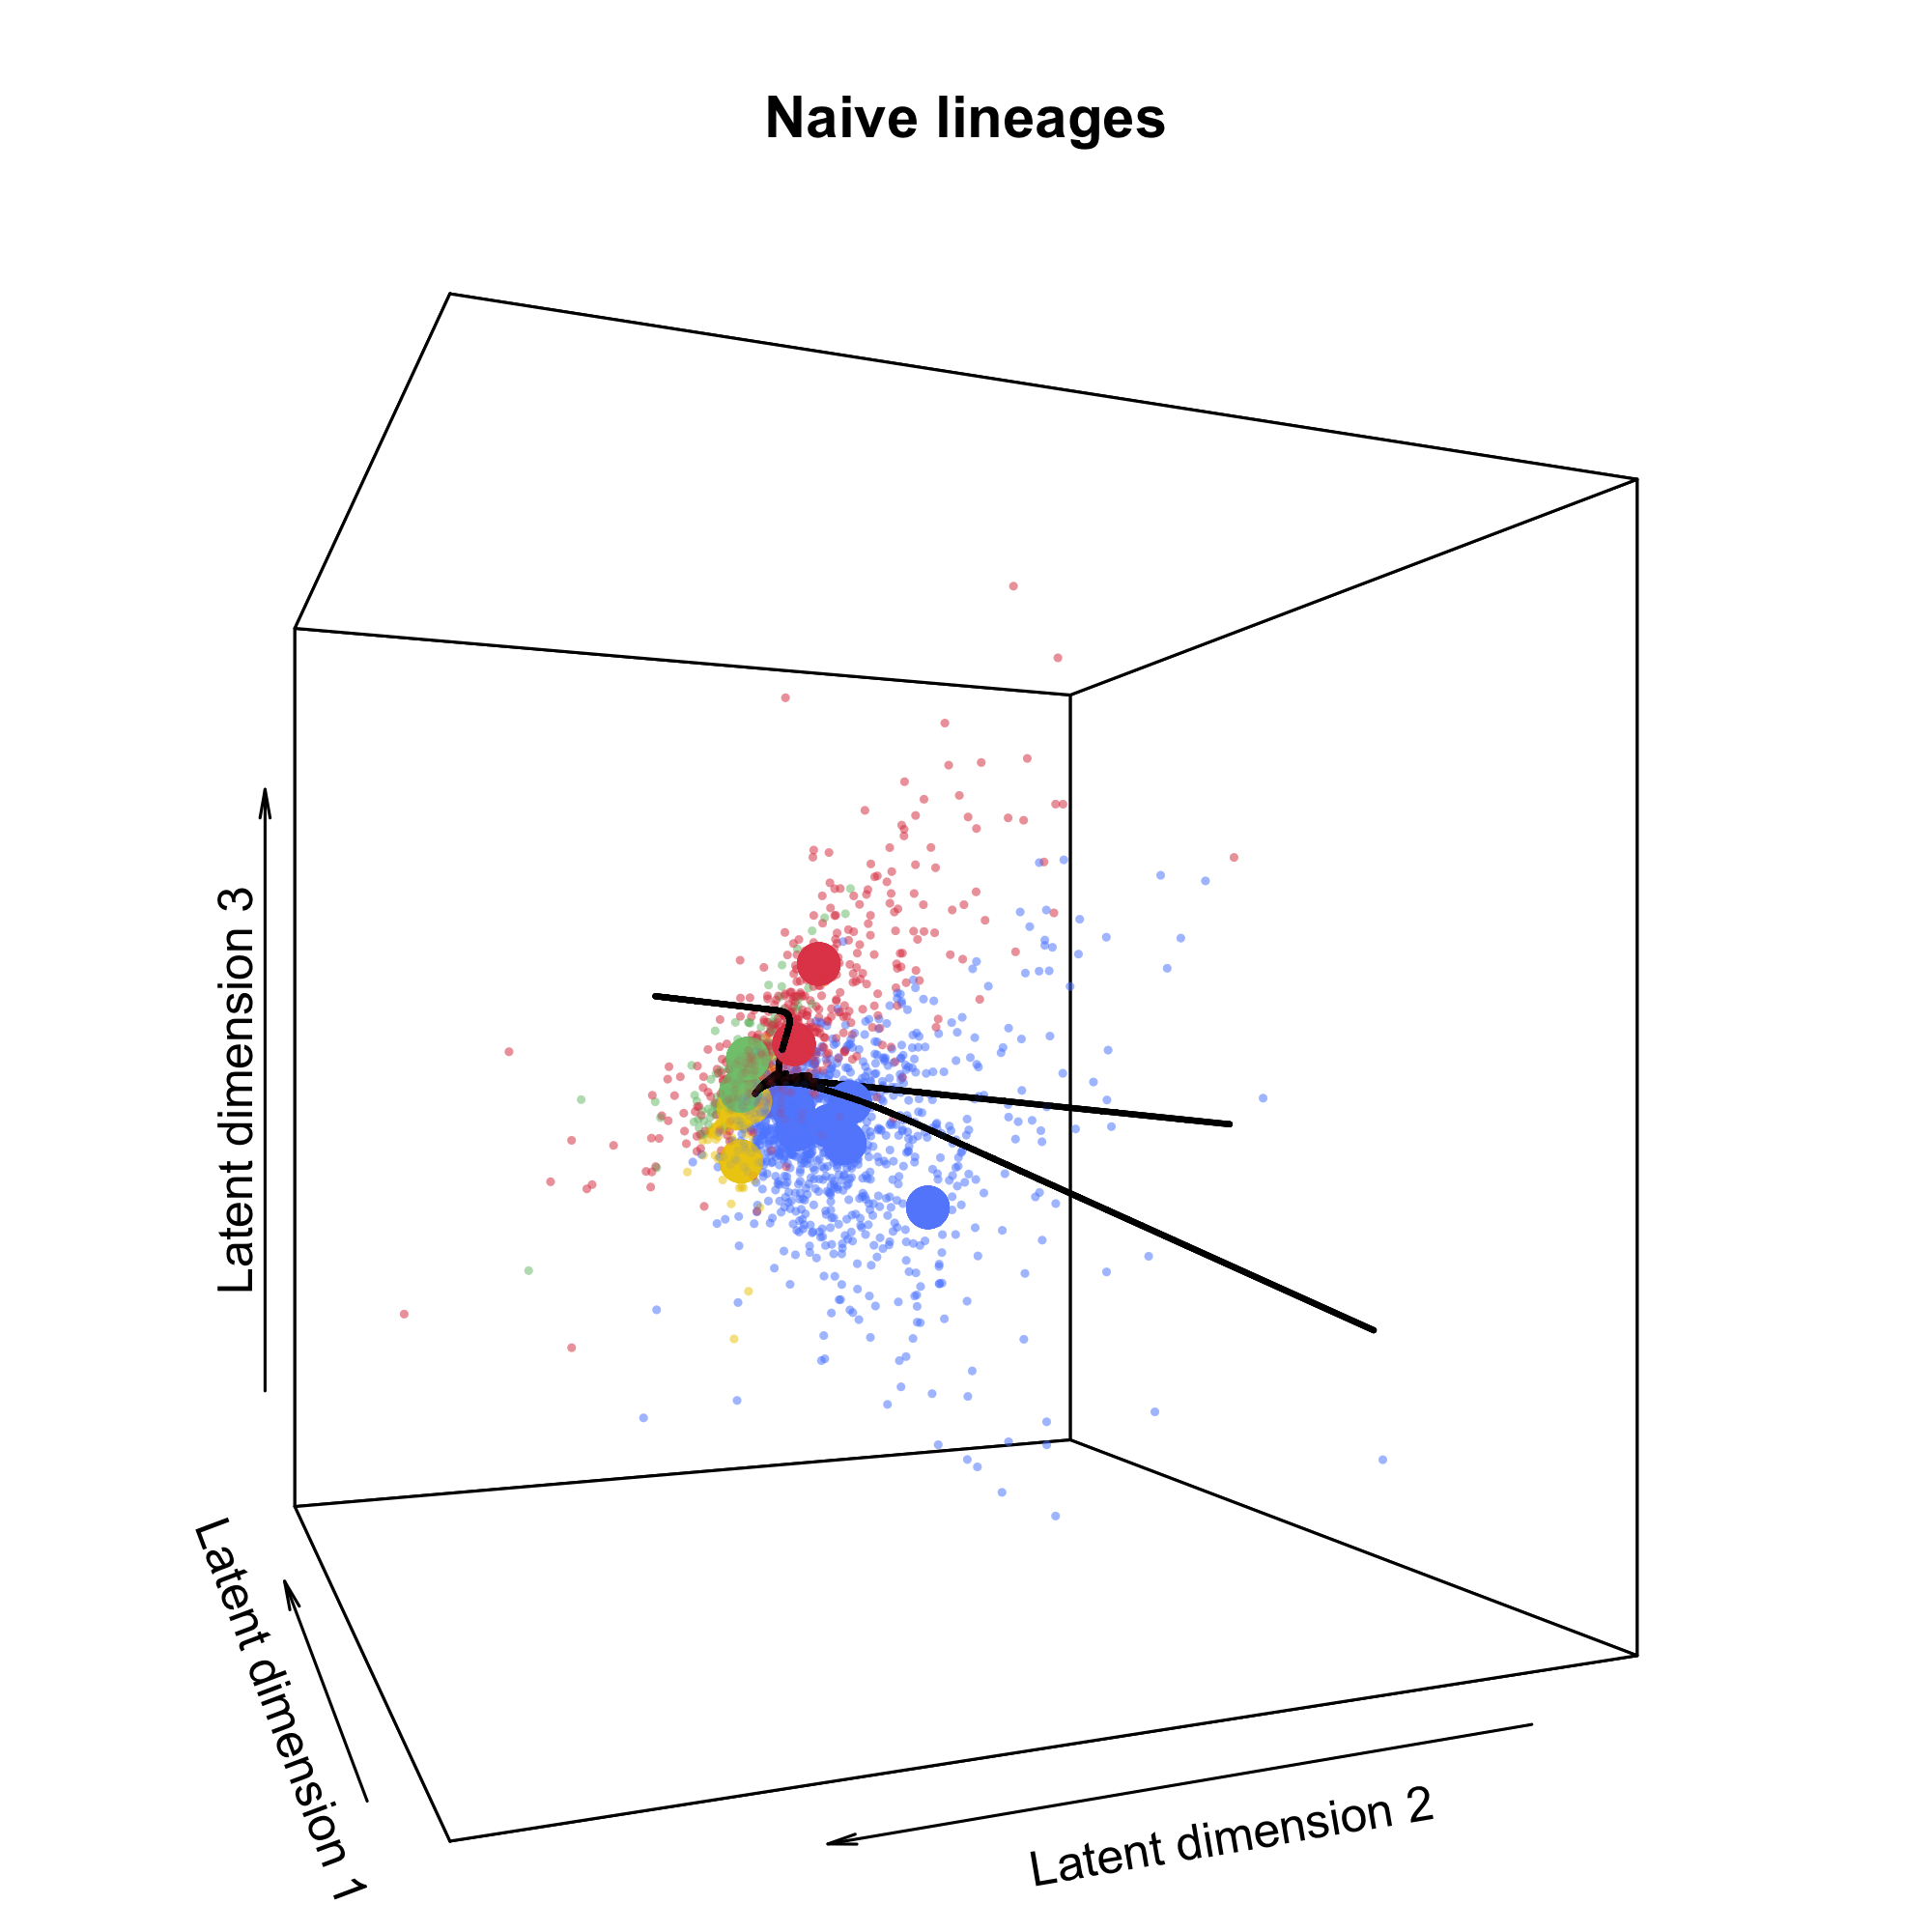 Naive lineages
Latent dimension 3
Latent dimension 1
Latent dimension 2